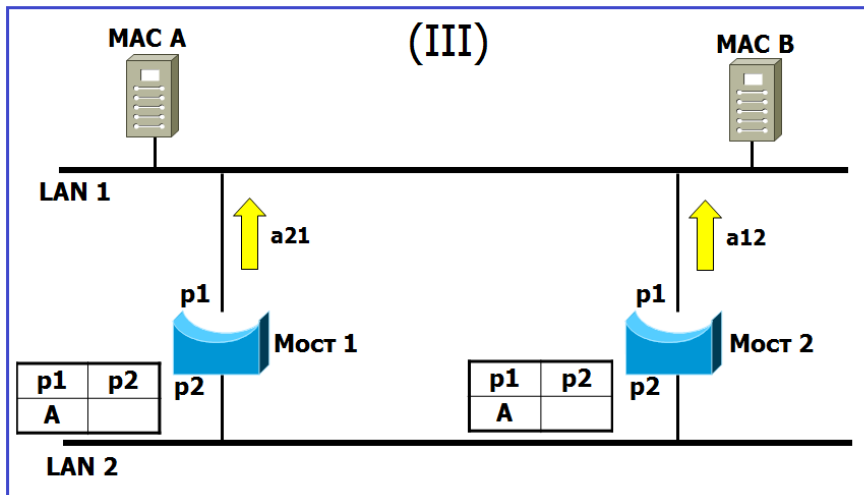 (III)
MAC A
MAC B
LAN 1
a21
a12
p1
p1
Мост 1
Мост 2
p2
p2
p1 p2
A
p1 p2
A
LAN 2